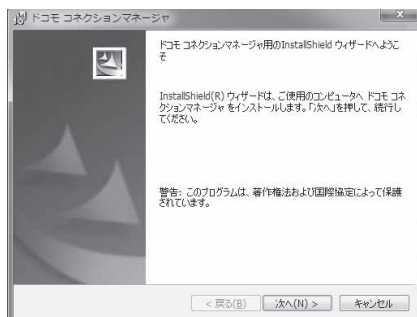 ドコモ コネクションマネージャ
ドコモ コネクションマネージャ用のInstallShield ウィザードへようこ
そ
InstallShield(R) ウィザードは、ご使用のコンピュータへ ドコモ コネ
クションマネージャ をインストールします。「次へ」を押して、続行し
てください。
警告: このプログラムは、著作権法および国際協定によって保護
されています。
< 戻る(B)
次へ(N) >
キャンセル